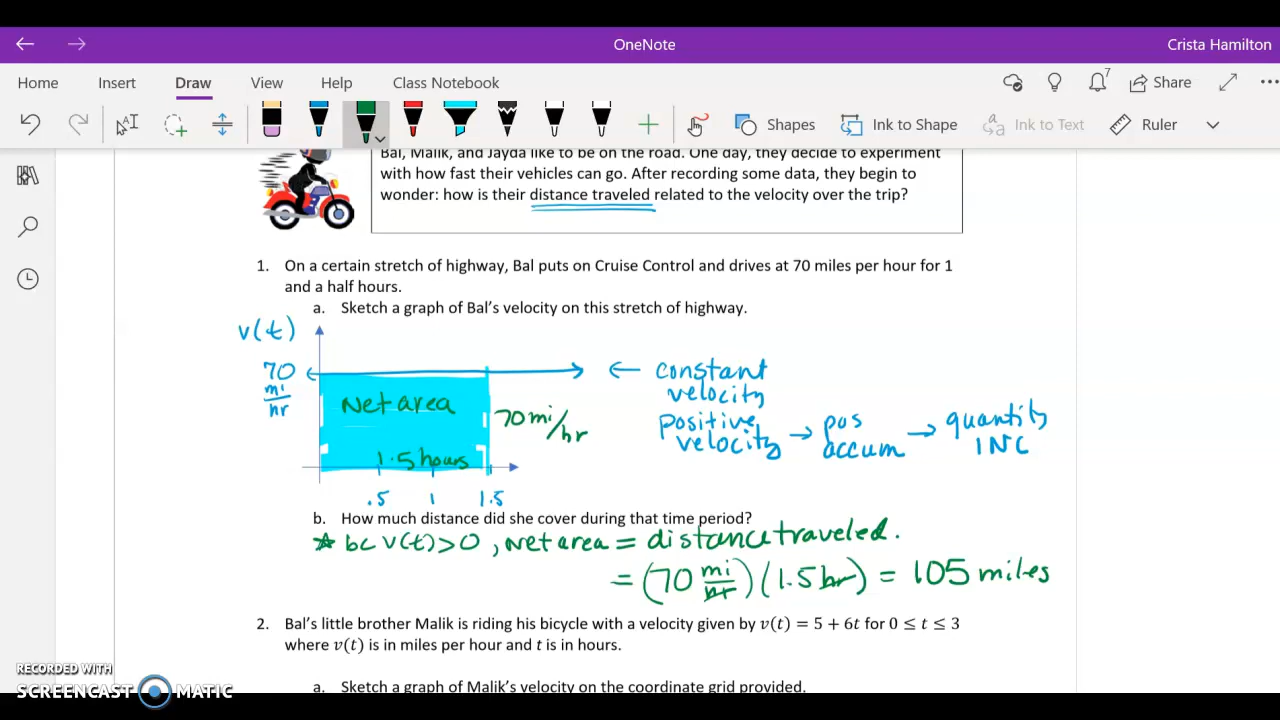 OneNote
Crista Hamilton
Home Insert Draw View Help Class Notebook
7
Share
Shapes Ink to Shape Ink to Text Ruler
Bal, Malik, and Jayda like to be on the road. One day, they decide to experiment
with how fast their vehicles can go. After recording some data, they begin to
wonder: how is their distance traveled related to the velocity over the trip?
1. On a certain stretch of highway, Bal puts on Cruise Control and drives at 70 miles per hour for 1
and a half hours.
a. Sketch a graph of Bal's velocity on this stretch of highway.
v(t)
70 mi/hr
Net area
70 mi/hr
1.5 hours
.5 1 1.5
← constant velocity
positive velocity → pos accum → quantity INC
b. How much distance did she cover during that time period?
★ bc v(t)>0, Net area = distance traveled.
= (70 mi/hr)(1.5 hr) = 105 miles
2. Bal's little brother Malik is riding his bicycle with a velocity given by v(t) = 5 + 6t for 0 ≤ t ≤ 3
where v(t) is in miles per hour and t is in hours.
a. Sketch a graph of Malik's velocity on the coordinate grid provided.
RECORDED WITH
SCREENCAST MATIC